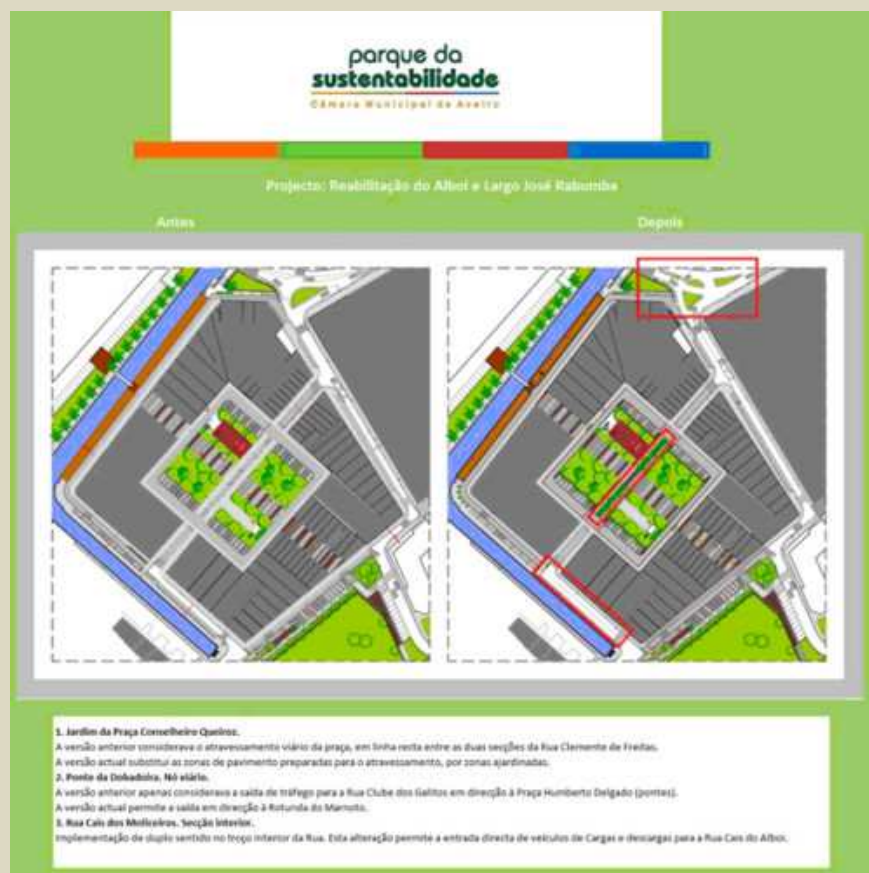 parque da
sustentabilidade
Câmara Municipal de Aveiro
Projecto: Reabilitação do Alboi e Largo José Rabumba
Antes
Depois
1. Jardim da Praça Conselheiro Queiroz.
A versão anterior considerava o atravessamento viário da praça, em linha recta entre as duas secções da Rua Clemente de Freitas.
A versão actual substitui as zonas de pavimento preparadas para o atravessamento, por zonas ajardinadas.
2. Ponte da Dobadoira. Nó viário.
A versão anterior apenas considerava a saída de tráfego para a Rua Clube dos Galitos em direcção à Praça Humberto Delgado (pontes).
A versão actual permite a saída em direcção à Rotunda do Marnoto.
3. Rua Cais dos Moliceiros. Secção interior.
Implementação de duplo sentido no troço interior da Rua. Esta alteração permite a entrada directa de veículos de Cargas e descargas para a Rua Cais do Alboi.